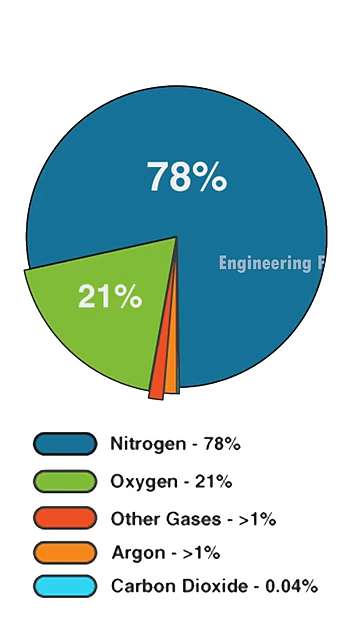 78%
Engineering F
21%
Nitrogen - 78%
Oxygen - 21%
Other Gases - >1%
Argon - >1%
Carbon Dioxide - 0.04%